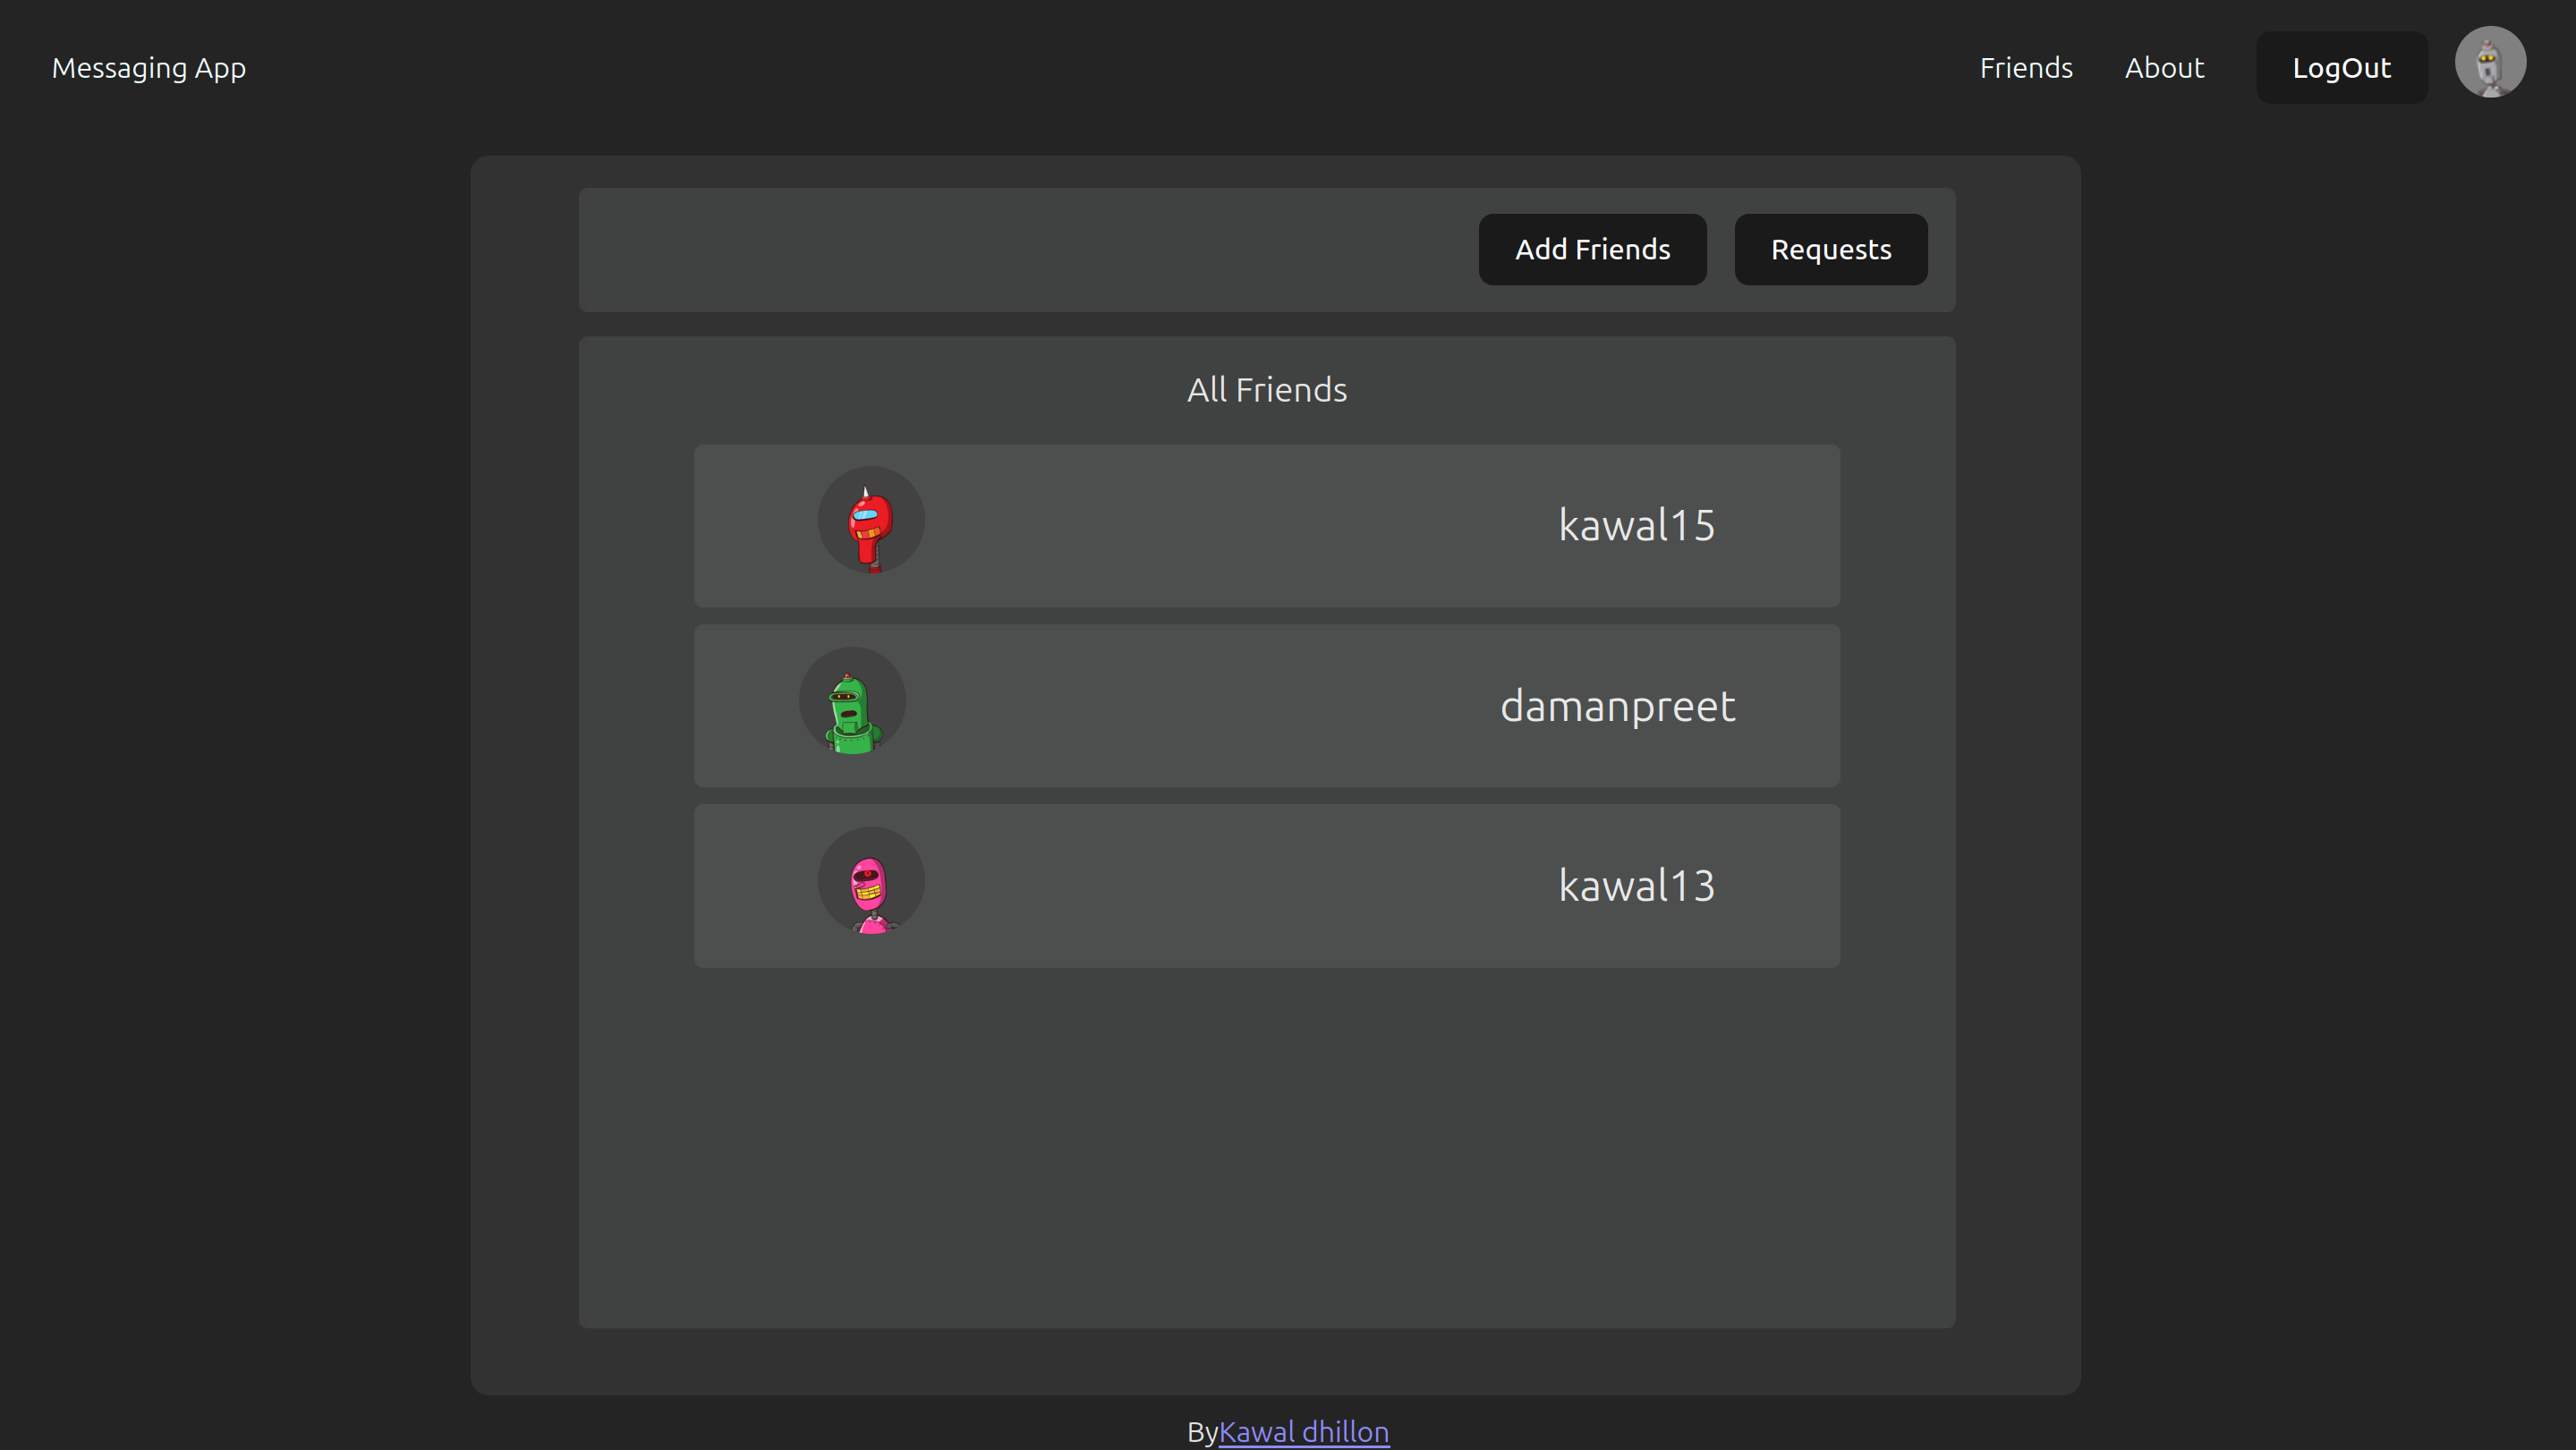 Messaging App
Friends
About
LogOut
Add Friends
Requests
All Friends
kawal15
damanpreet
kawal13
ByKawal dhillon